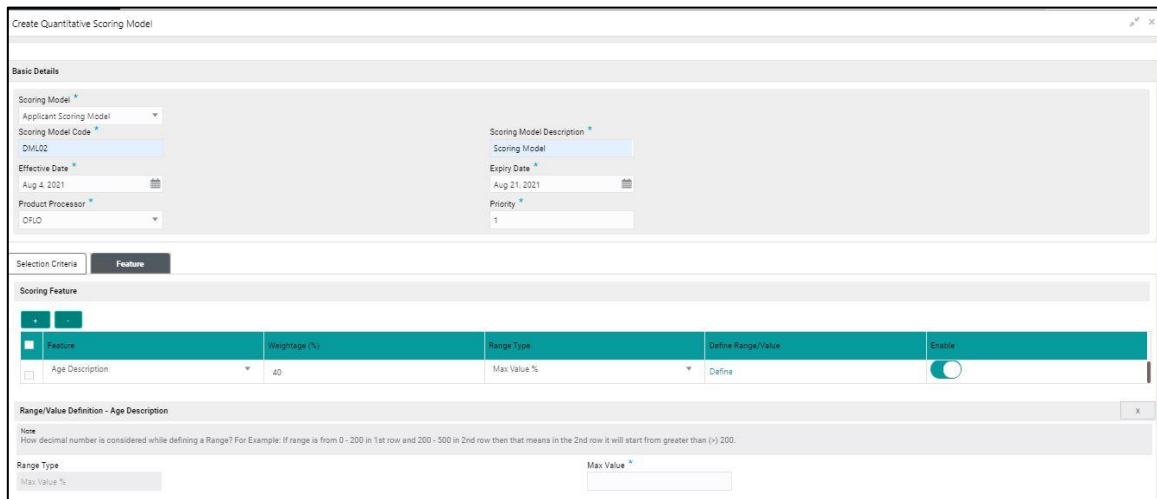 Create Quantitative Scoring Model
Basic Details
Scoring Model *
Applicant Scoring Model
Scoring Model Code * Scoring Model Description *
DML02 Scoring Model
Effective Date * Expiry Date *
Aug 4, 2021 Aug 21, 2021
Product Processor * Priority *
OFLO 1
Selection Criteria Feature
Scoring Feature
+ -
Feature Weightage (%) Range Type Define Range/Value Enable
Age Description 40 Max Value % Define
Range/Value Definition - Age Description X
Note
How decimal number is considered while defining a Range? For Example: If range is from 0 - 200 in 1st row and 200 - 500 in 2nd row then that means in the 2nd row it will start from greater than (>) 200.
Range Type Max Value *
Max Value %